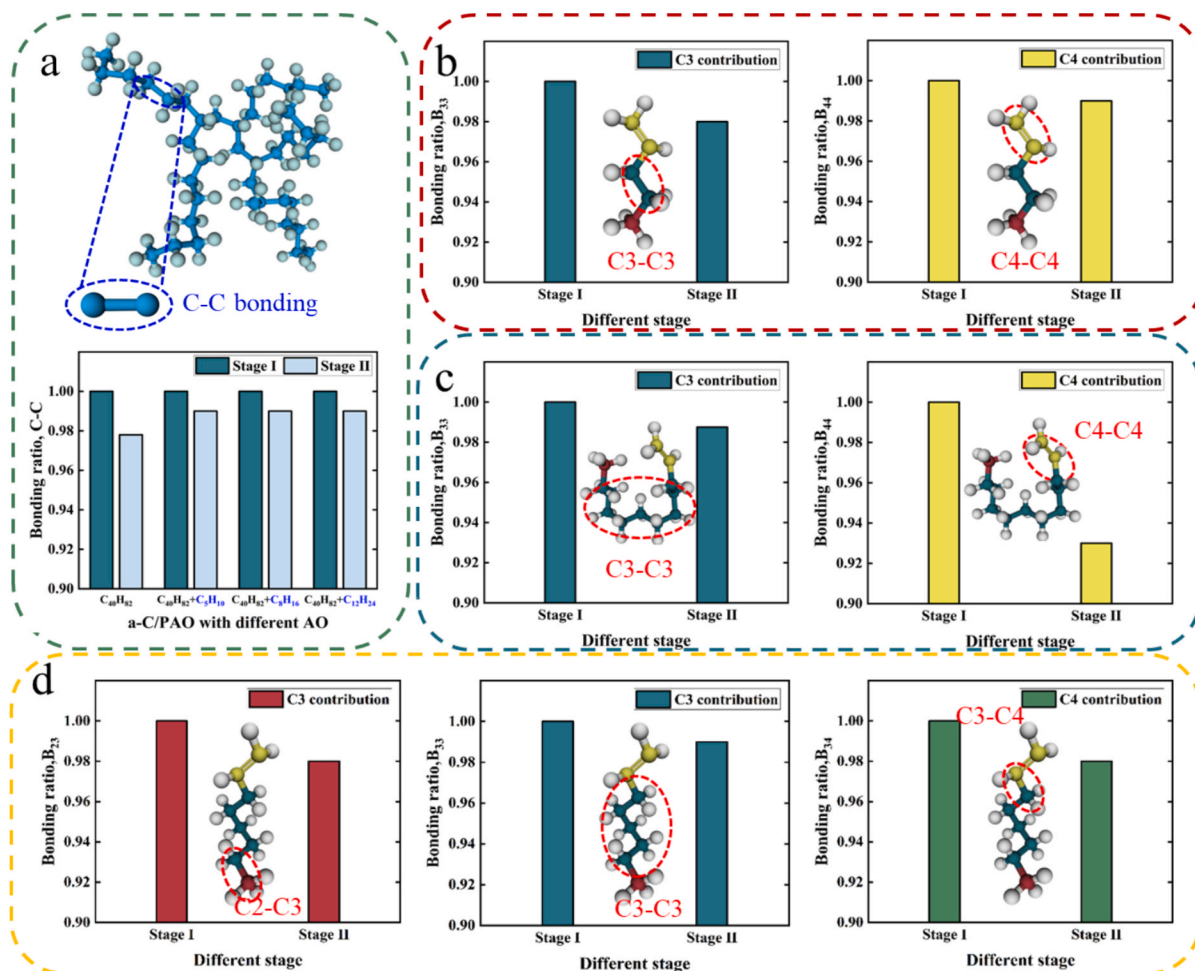 a
C-C bonding
Stage I
Stage II
Bonding ratio, C-C
1.00
0.98
0.96
0.94
0.92
0.90
C₄₀H₈₂
C₄₀H₈₂+C₅H₁₀
C₄₀H₈₂+C₈H₁₆
C₄₀H₈₂+C₁₂H₂₄
a-C/PAO with different AO
b
C3 contribution
Bonding ratio,B₃₃
1.00
0.98
0.96
0.94
0.92
0.90
C3-C3
Stage I
Stage II
Different stage
C4 contribution
Bonding ratio,B₄₄
1.00
0.98
0.96
0.94
0.92
0.90
C4-C4
Stage I
Stage II
Different stage
c
C3 contribution
Bonding ratio,B₃₃
1.00
0.98
0.96
0.94
0.92
0.90
C3-C3
Stage I
Stage II
Different stage
C4 contribution
Bonding ratio,B₄₄
1.00
0.98
0.96
0.94
0.92
0.90
C4-C4
Stage I
Stage II
Different stage
d
C3 contribution
Bonding ratio,B₂₃
1.00
0.98
0.96
0.94
0.92
0.90
C2-C3
Stage I
Stage II
Different stage
C3 contribution
Bonding ratio,B₃₃
1.00
0.98
0.96
0.94
0.92
0.90
C3-C3
Stage I
Stage II
Different stage
C4 contribution
Bonding ratio,B₃₄
1.00
0.98
0.96
0.94
0.92
0.90
C3-C4
Stage I
Stage II
Different stage